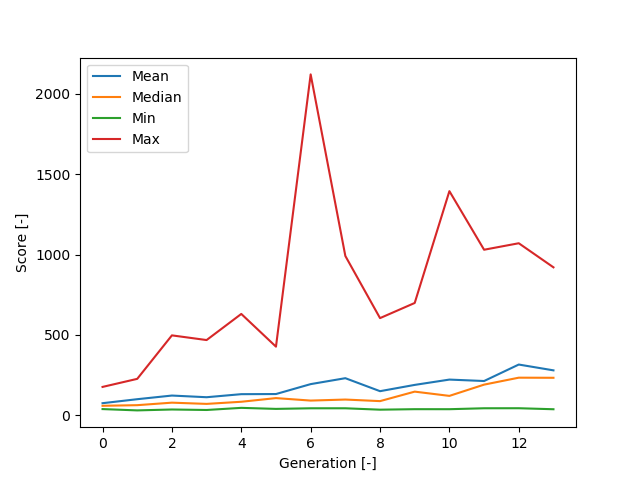 Mean
Median
Min
Max
2000
1500
1000
500
0
Score [-]
0 2 4 6 8 10 12
Generation [-]